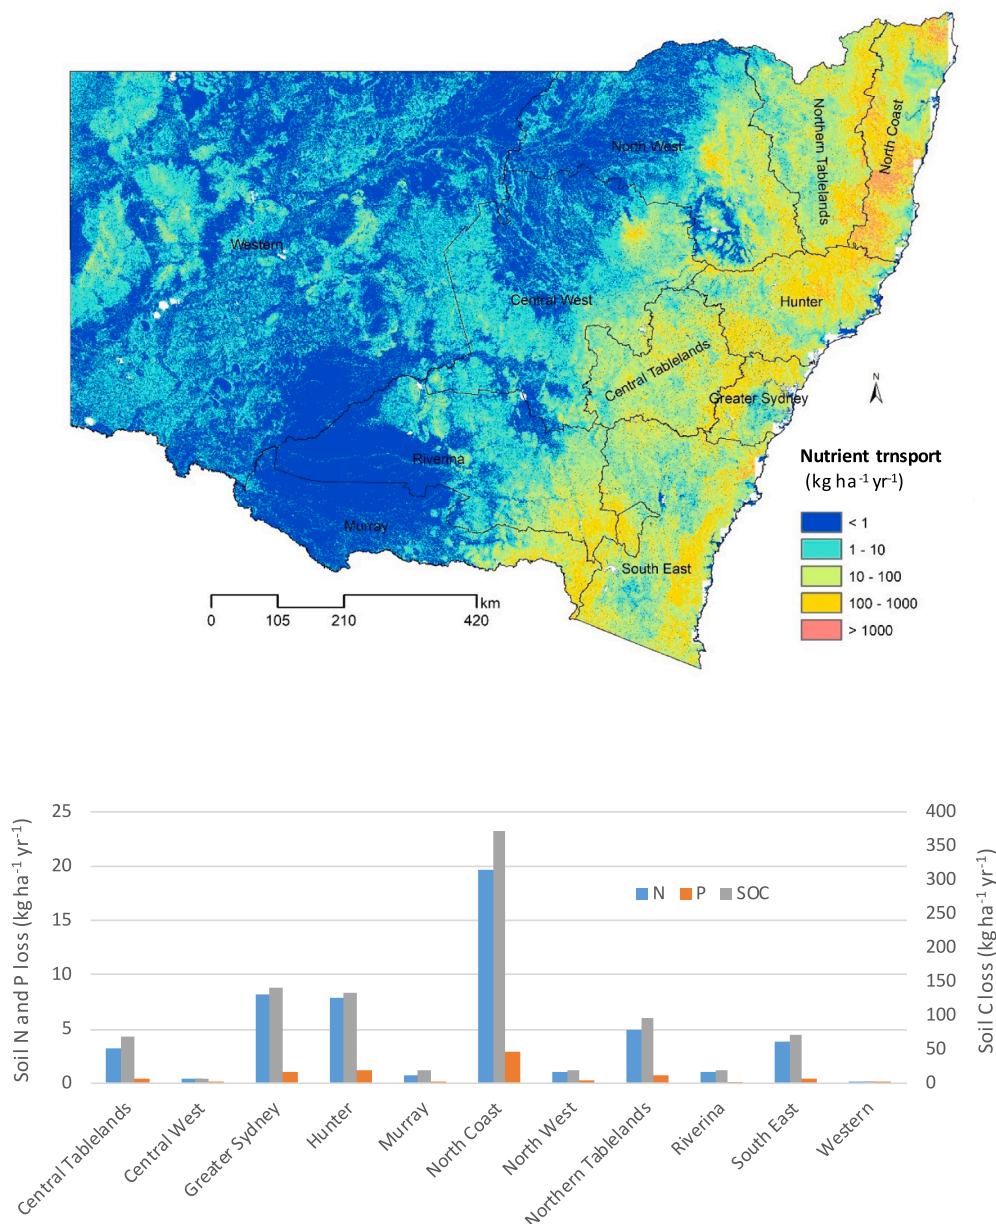 North West
Northern Tablelands
North Coast
Western
Central West
Hunter
Central Tablelands
Greater Sydney
N
Riverina
Murray
South East
Nutrient trnsport
(kg ha⁻¹ yr⁻¹)
< 1
1 - 10
10 - 100
100 - 1000
> 1000
km
0 105 210 420
Soil N and P loss (kg ha⁻¹ yr⁻¹)
25
20
15
10
5
0
N P SOC
400
350
300
250
200
150
100
50
0
Soil C loss (kg ha⁻¹ yr⁻¹)
Central Tablelands
Central West
Greater Sydney
Hunter
Murray
North Coast
North West
Northern Tablelands
Riverina
South East
Western